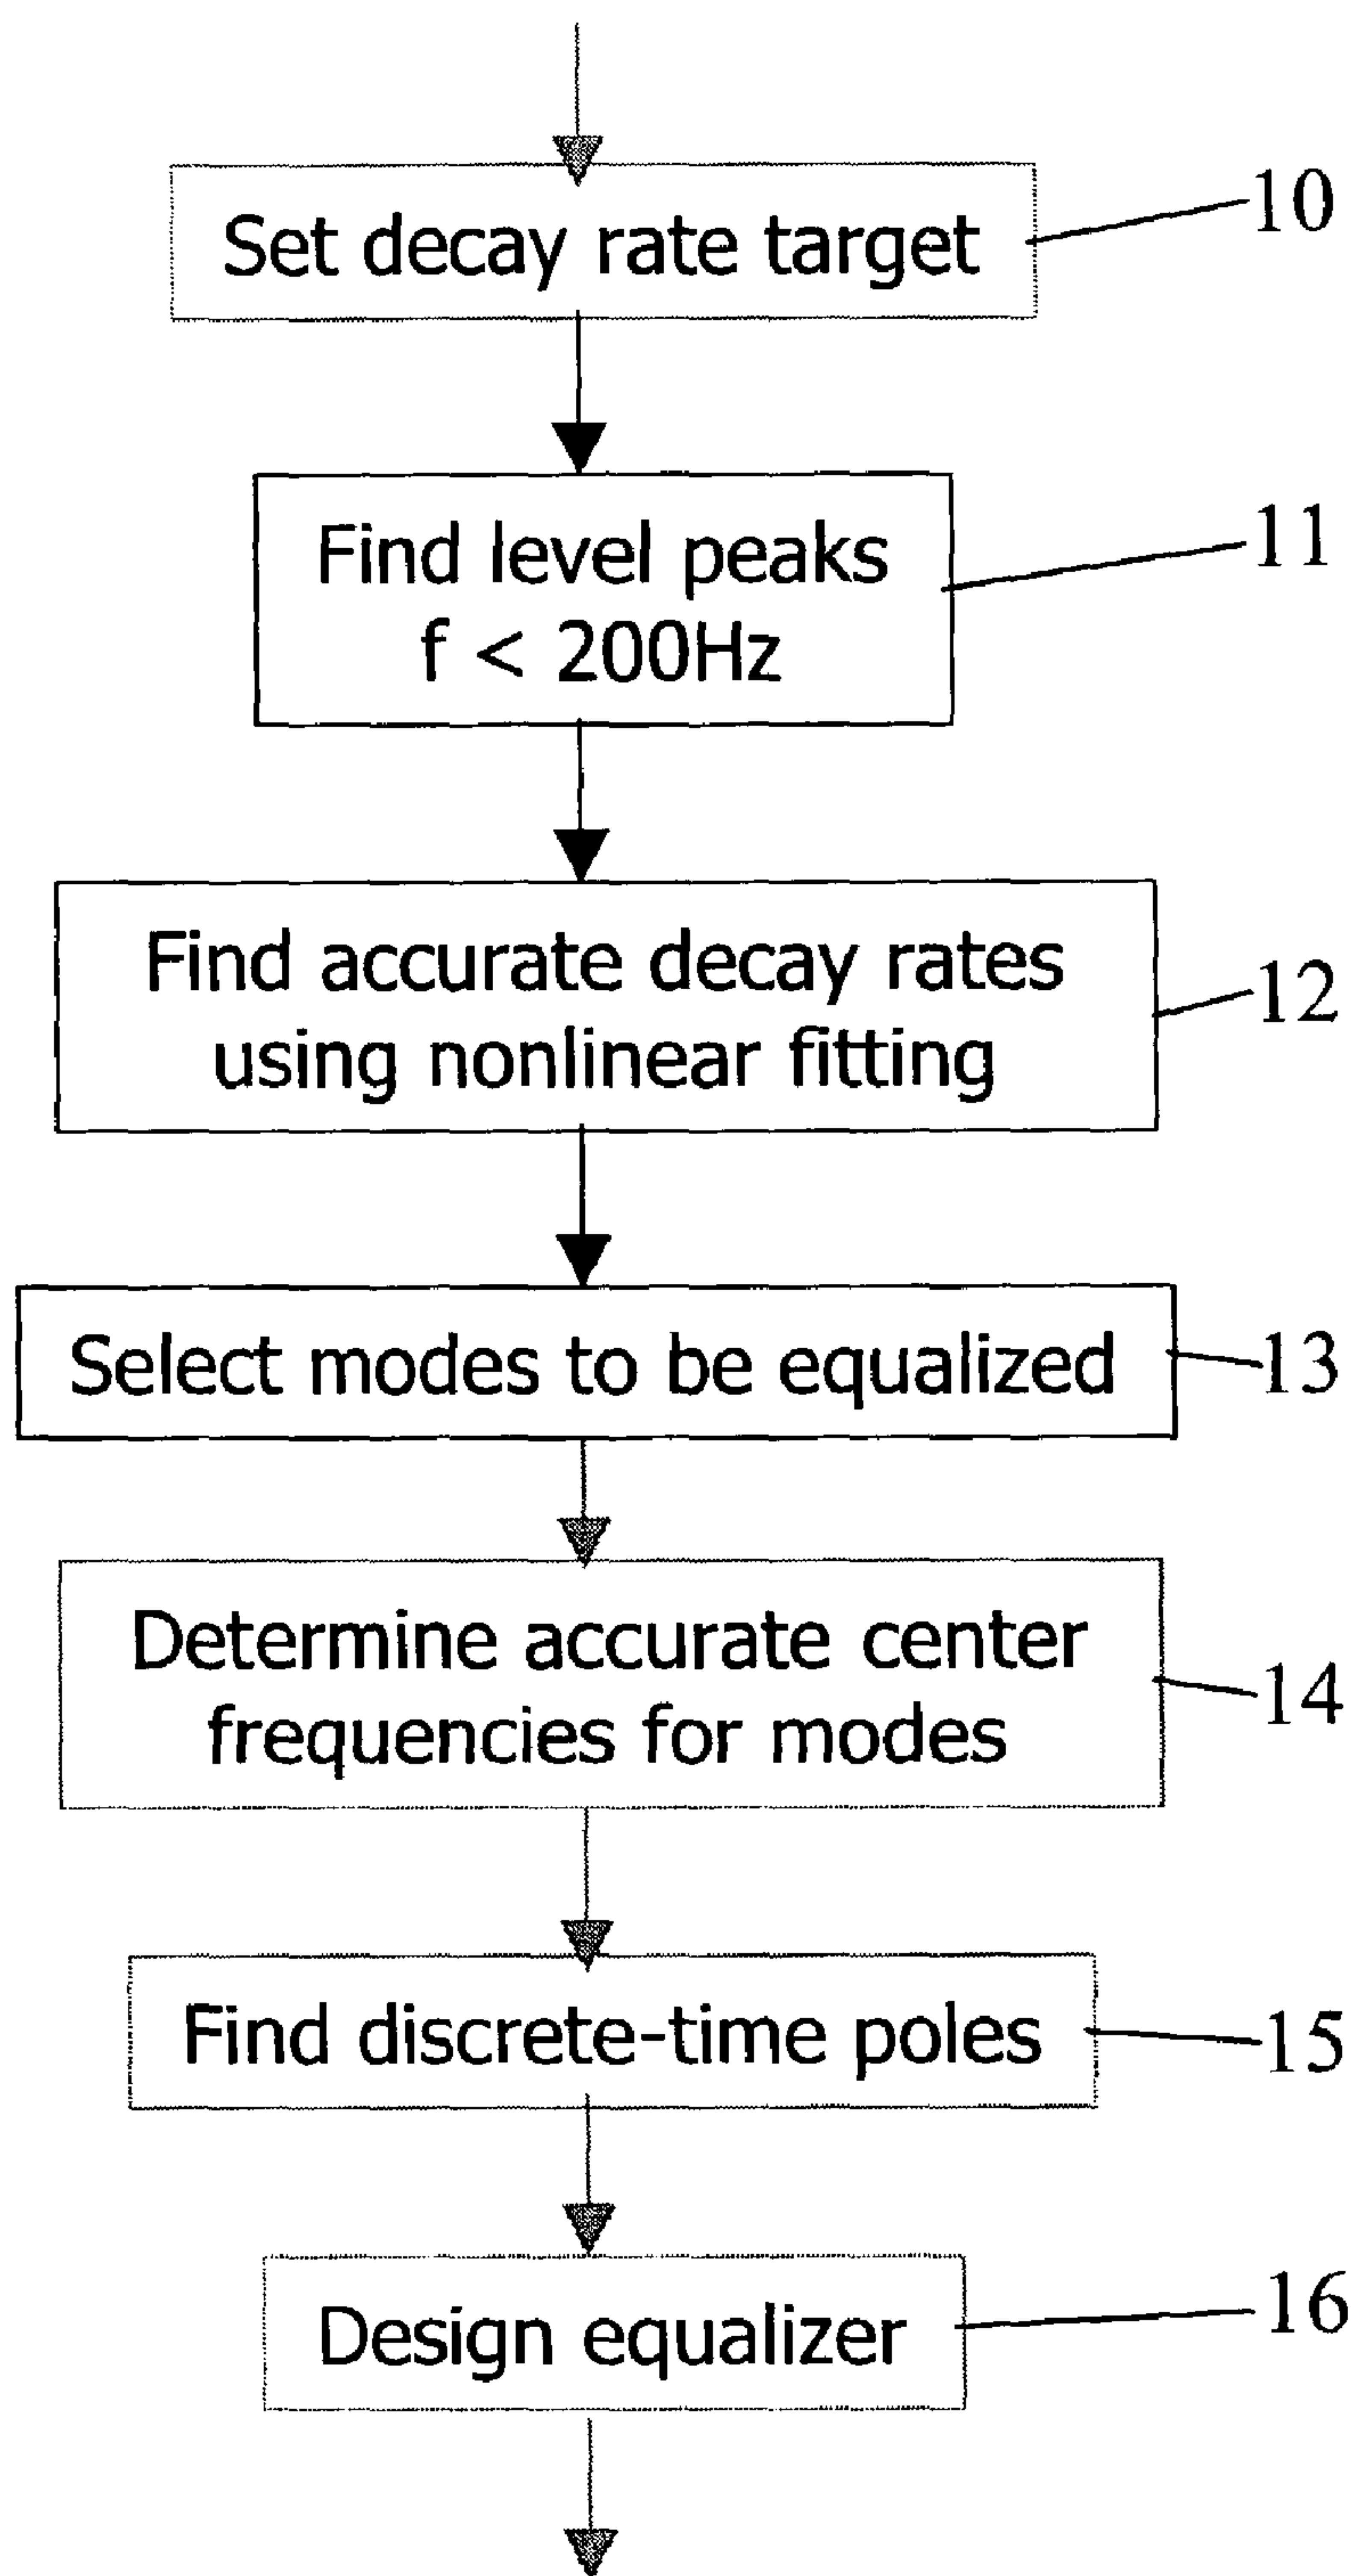 Set decay rate target
10
Find level peaks
f < 200Hz
11
Find accurate decay rates
using nonlinear fitting
12
Select modes to be equalized
13
Determine accurate center
frequencies for modes
14
Find discrete-time poles
15
Design equalizer
16